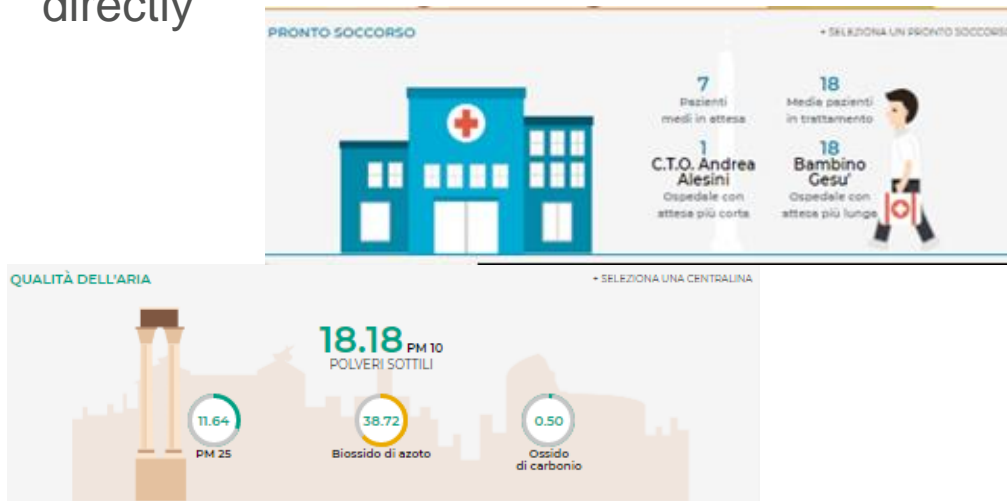 directly
PRONTO SOCCORSO
+ SELEZIONA UN PRONTO SOCCORSO
7
Pazienti
medi in attesa
18
Media pazienti
in trattamento
1
C.T.O. Andrea
Alesini
Ospedale con
attesa più corta
18
Bambino
Gesu'
Ospedale con
attesa più lunga
QUALITÀ DELL'ARIA
+ SELEZIONA UNA CENTRALINA
18.18 PM 10
POLVERI SOTTILI
11.64
PM 25
38.72
Biossido di azoto
0.50
Ossido
di carbonio